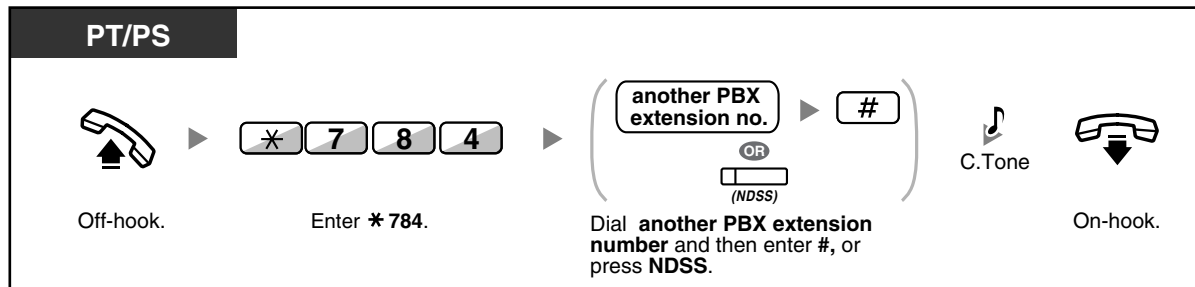 PT/PS
another PBX
extension no.
#
OR
(NDSS)
* 7 8 4
C.Tone
Off-hook.
Enter * 784.
Dial another PBX extension
number and then enter #, or
press NDSS.
On-hook.